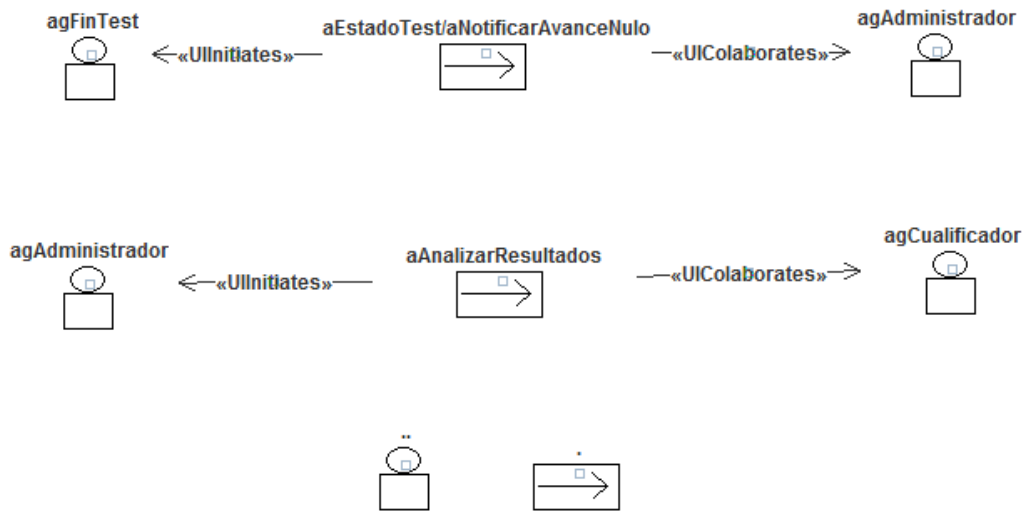 agFinTest
aEstadoTest/aNotificarAvanceNulo
agAdministrador
«UIInitiates»
«UIColaborates»
agAdministrador
aAnalizarResultados
agCualificador
«UIInitiates»
«UIColaborates»
..
.